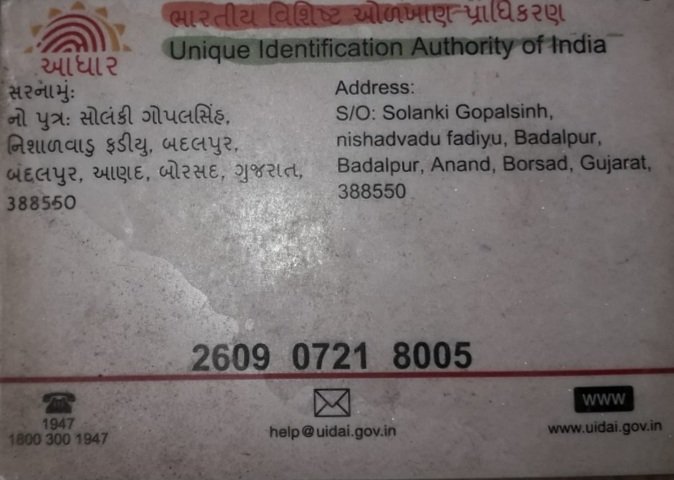 ભારતીય વિશિષ્ટ ઓળખાણ પ્રાધિકરણ
Unique Identification Authority of India
આધાર
સરનામું:
નો પુત્ર: સોલંકી ગોપલસિંહ,
નિશાળવાડુ ફડીયુ, બદલપુર,
બદલપુર, આણદ, બોરસદ, ગુજરાત,
388550
Address:
S/O: Solanki Gopalsinh,
nishadvadu fadiyu, Badalpur,
Badalpur, Anand, Borsad, Gujarat,
388550
2609 0721 8005
1947
1800 300 1947
help@uidai.gov.in
www
www.uidai.gov.in